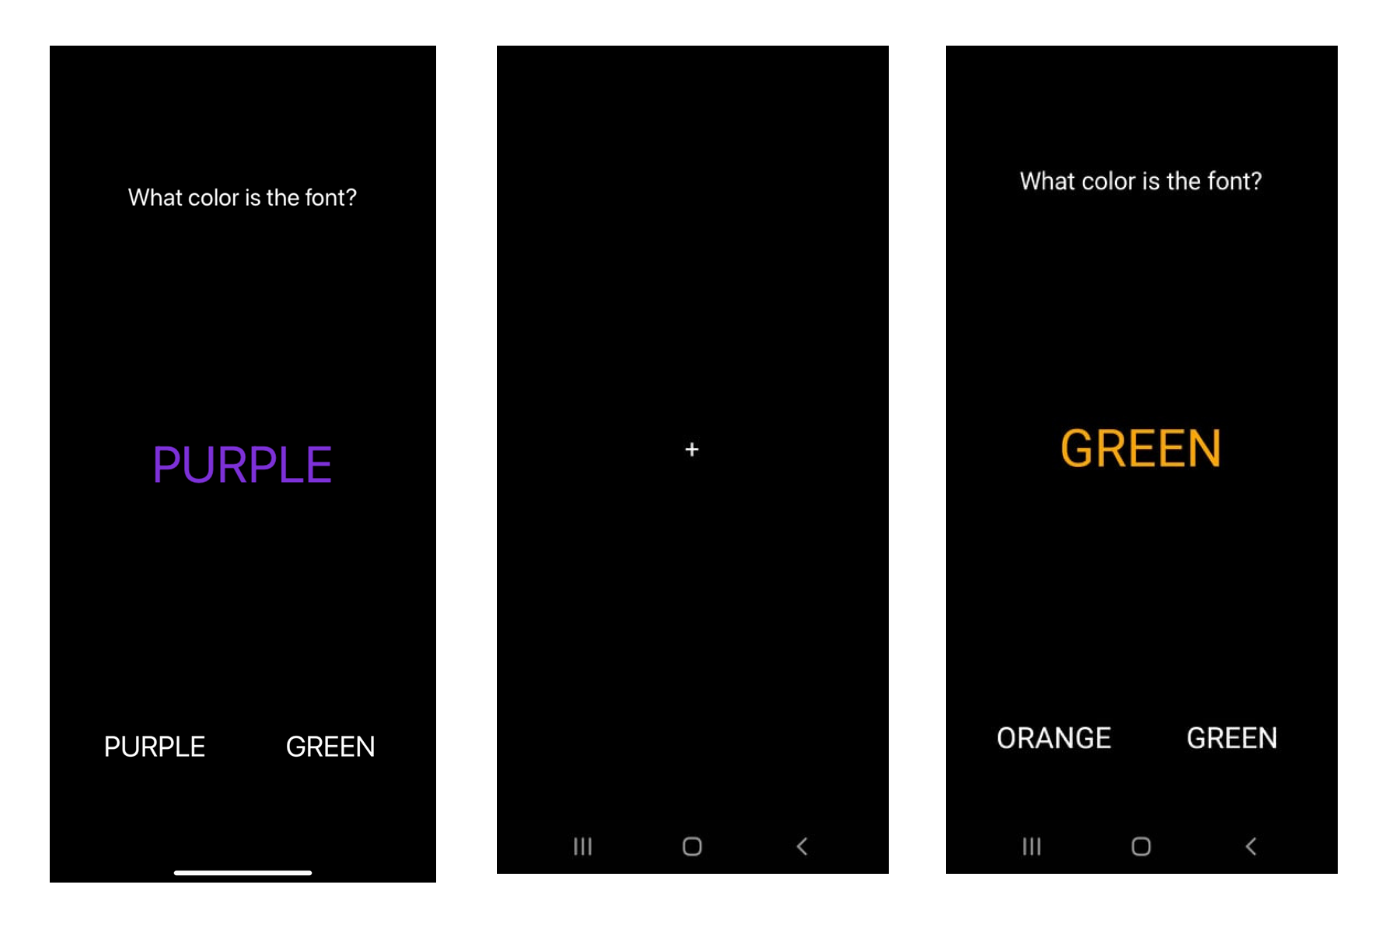 What color is the font?
PURPLE
PURPLE GREEN
+
What color is the font?
GREEN
ORANGE GREEN